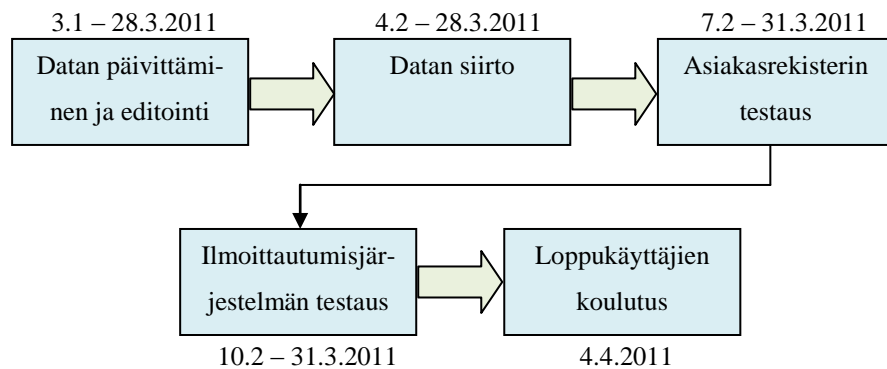 3.1 – 28.3.2011
4.2 – 28.3.2011
7.2 – 31.3.2011
Datan päivittämi-
nen ja editointi
Datan siirto
Asiakasrekisterin
testaus
Ilmoittautumisjär-
jestelmän testaus
Loppukäyttäjien
koulutus
10.2 – 31.3.2011
4.4.2011